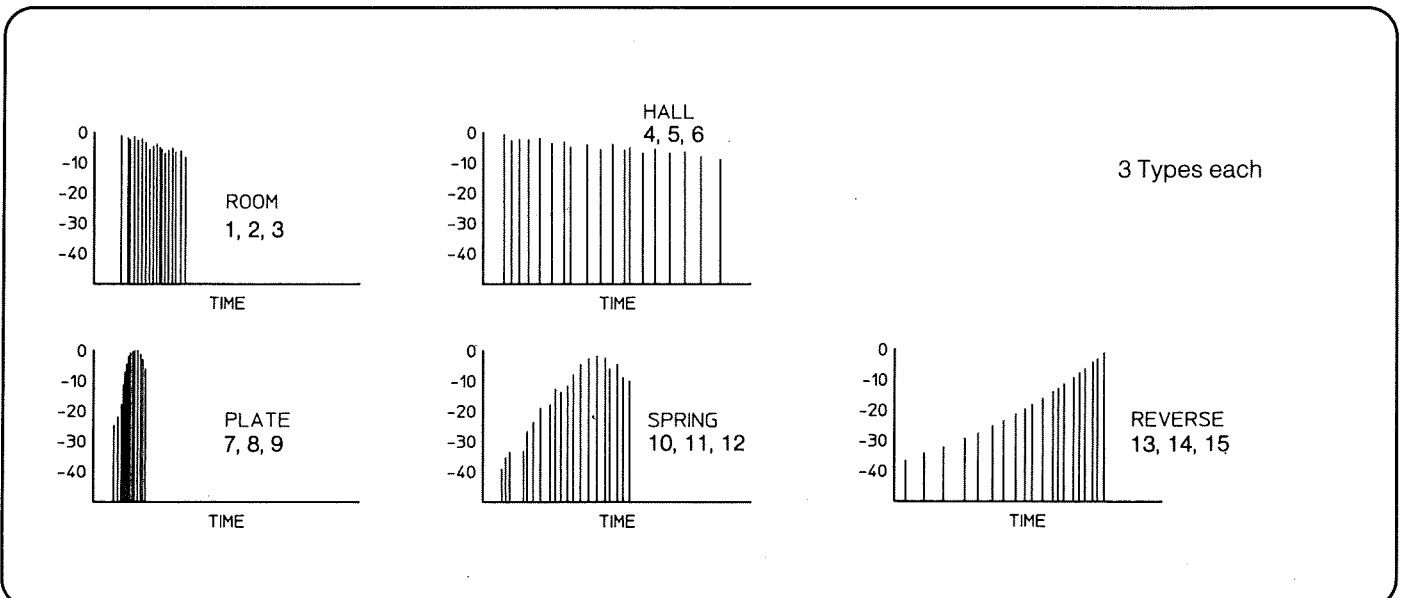 HALL
4, 5, 6
0
-10
-20
-30
-40
ROOM
1, 2, 3
TIME
0
-10
-20
-30
-40
TIME
3 Types each
0
-10
-20
-30
-40
PLATE
7, 8, 9
TIME
0
-10
-20
-30
-40
SPRING
10, 11, 12
TIME
0
-10
-20
-30
-40
REVERSE
13, 14, 15
TIME